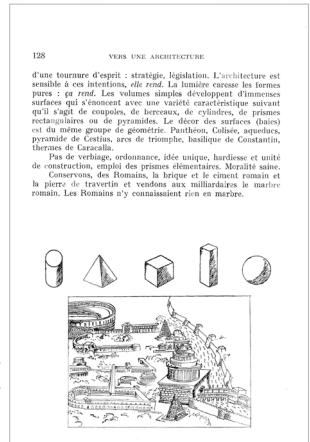 128 VERS UNE ARCHITECTURE
d'une tournure d'esprit : stratégie, législation. L'architecture est
sensible à ces intentions, elle rend. La lumière caresse les formes
pures : ça rend. Les volumes simples développent d'immenses
surfaces qui s'énoncent avec une variété caractéristique suivant
qu'il s'agit de coupoles, de berceaux, de cylindres, de prismes
rectangulaires ou de pyramides. Le décor des surfaces (baies)
est du même groupe de géométrie. Panthéon, Colisée, aqueducs,
pyramide de Cestius, arcs de triomphe, basilique de Constantin,
thermes de Caracalla.
Pas de verbiage, ordonnance, idée unique, hardiesse et unité
de construction, emploi des prismes élémentaires. Moralité saine.
Conservons, des Romains, la brique et le ciment romain et
la pierre de travertin et vendons aux milliardaires le marbre
romain. Les Romains n'y connaissaient rien en marbre.